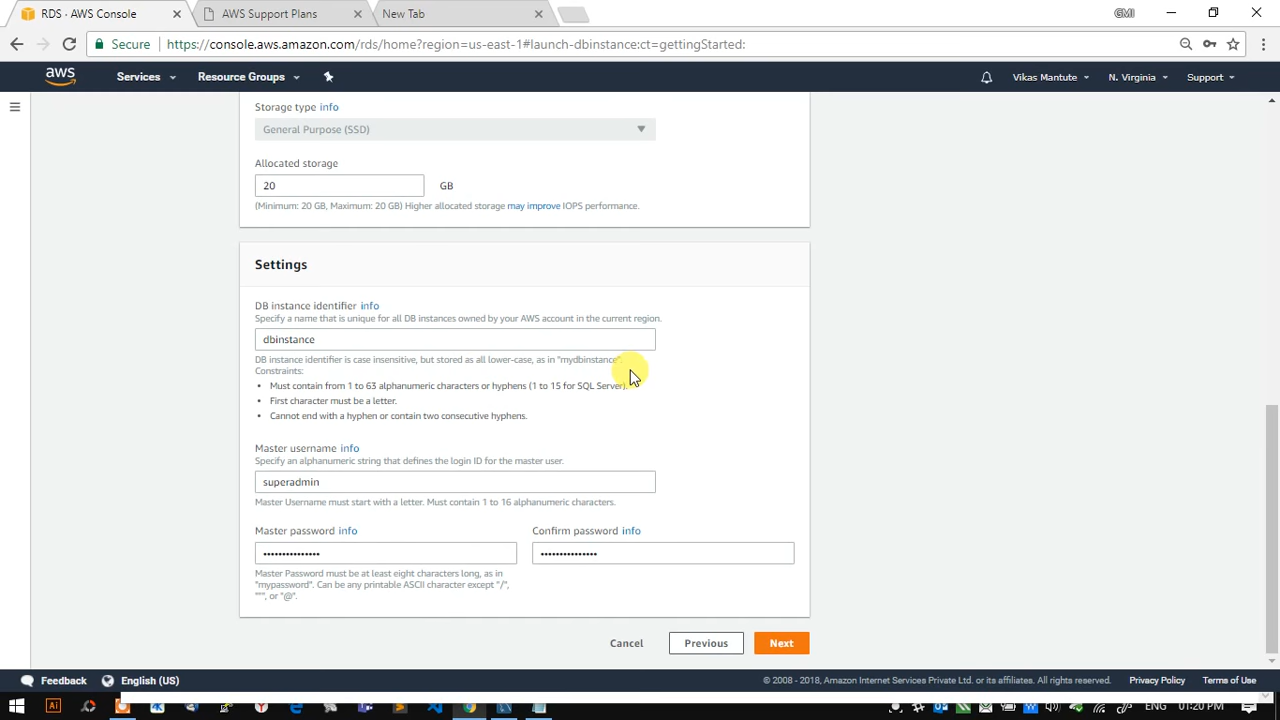 RDS - AWS Console
AWS Support Plans
New Tab
GMI
Secure
https://console.aws.amazon.com/rds/home?region=us-east-1#launch-dbinstance:ct=gettingStarted:
aws
Services
Resource Groups
Vikas Mantute
N. Virginia
Support
Storage type info
General Purpose (SSD)
Allocated storage
20
GB
(Minimum: 20 GB, Maximum: 20 GB) Higher allocated storage may improve IOPS performance.
Settings
DB instance identifier info
Specify a name that is unique for all DB instances owned by your AWS account in the current region.
dbinstance
DB instance identifier is case insensitive, but stored as all lower-case, as in "mydbinstance".
Constraints:
• Must contain from 1 to 63 alphanumeric characters or hyphens (1 to 15 for SQL Server).
• First character must be a letter.
• Cannot end with a hyphen or contain two consecutive hyphens.
Master username info
Specify an alphanumeric string that defines the login ID for the master user.
superadmin
Master Username must start with a letter. Must contain 1 to 16 alphanumeric characters.
Master password info
Confirm password info
•••••••••••••••
•••••••••••••••
Master Password must be at least eight characters long, as in
"mypassword". Can be any printable ASCII character except "/",
""", or "@".
Cancel
Previous
Next
Feedback
English (US)
© 2008 - 2018, Amazon Internet Services Private Ltd. or its affiliates. All rights reserved.
Privacy Policy
Terms of Use
Ai
ENG
01:20 PM